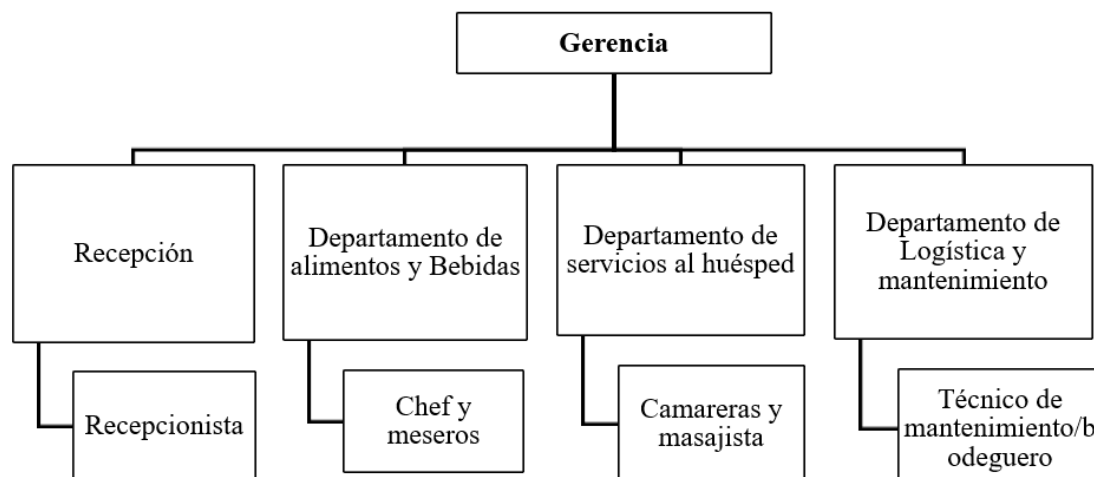 Gerencia
Recepción
Departamento de
alimentos y Bebidas
Departamento de
servicios al huésped
Departamento de
Logística y
mantenimiento
Recepcionista
Chef y
meseros
Camareras y
masajista
Técnico de
mantenimiento/b
odeguero